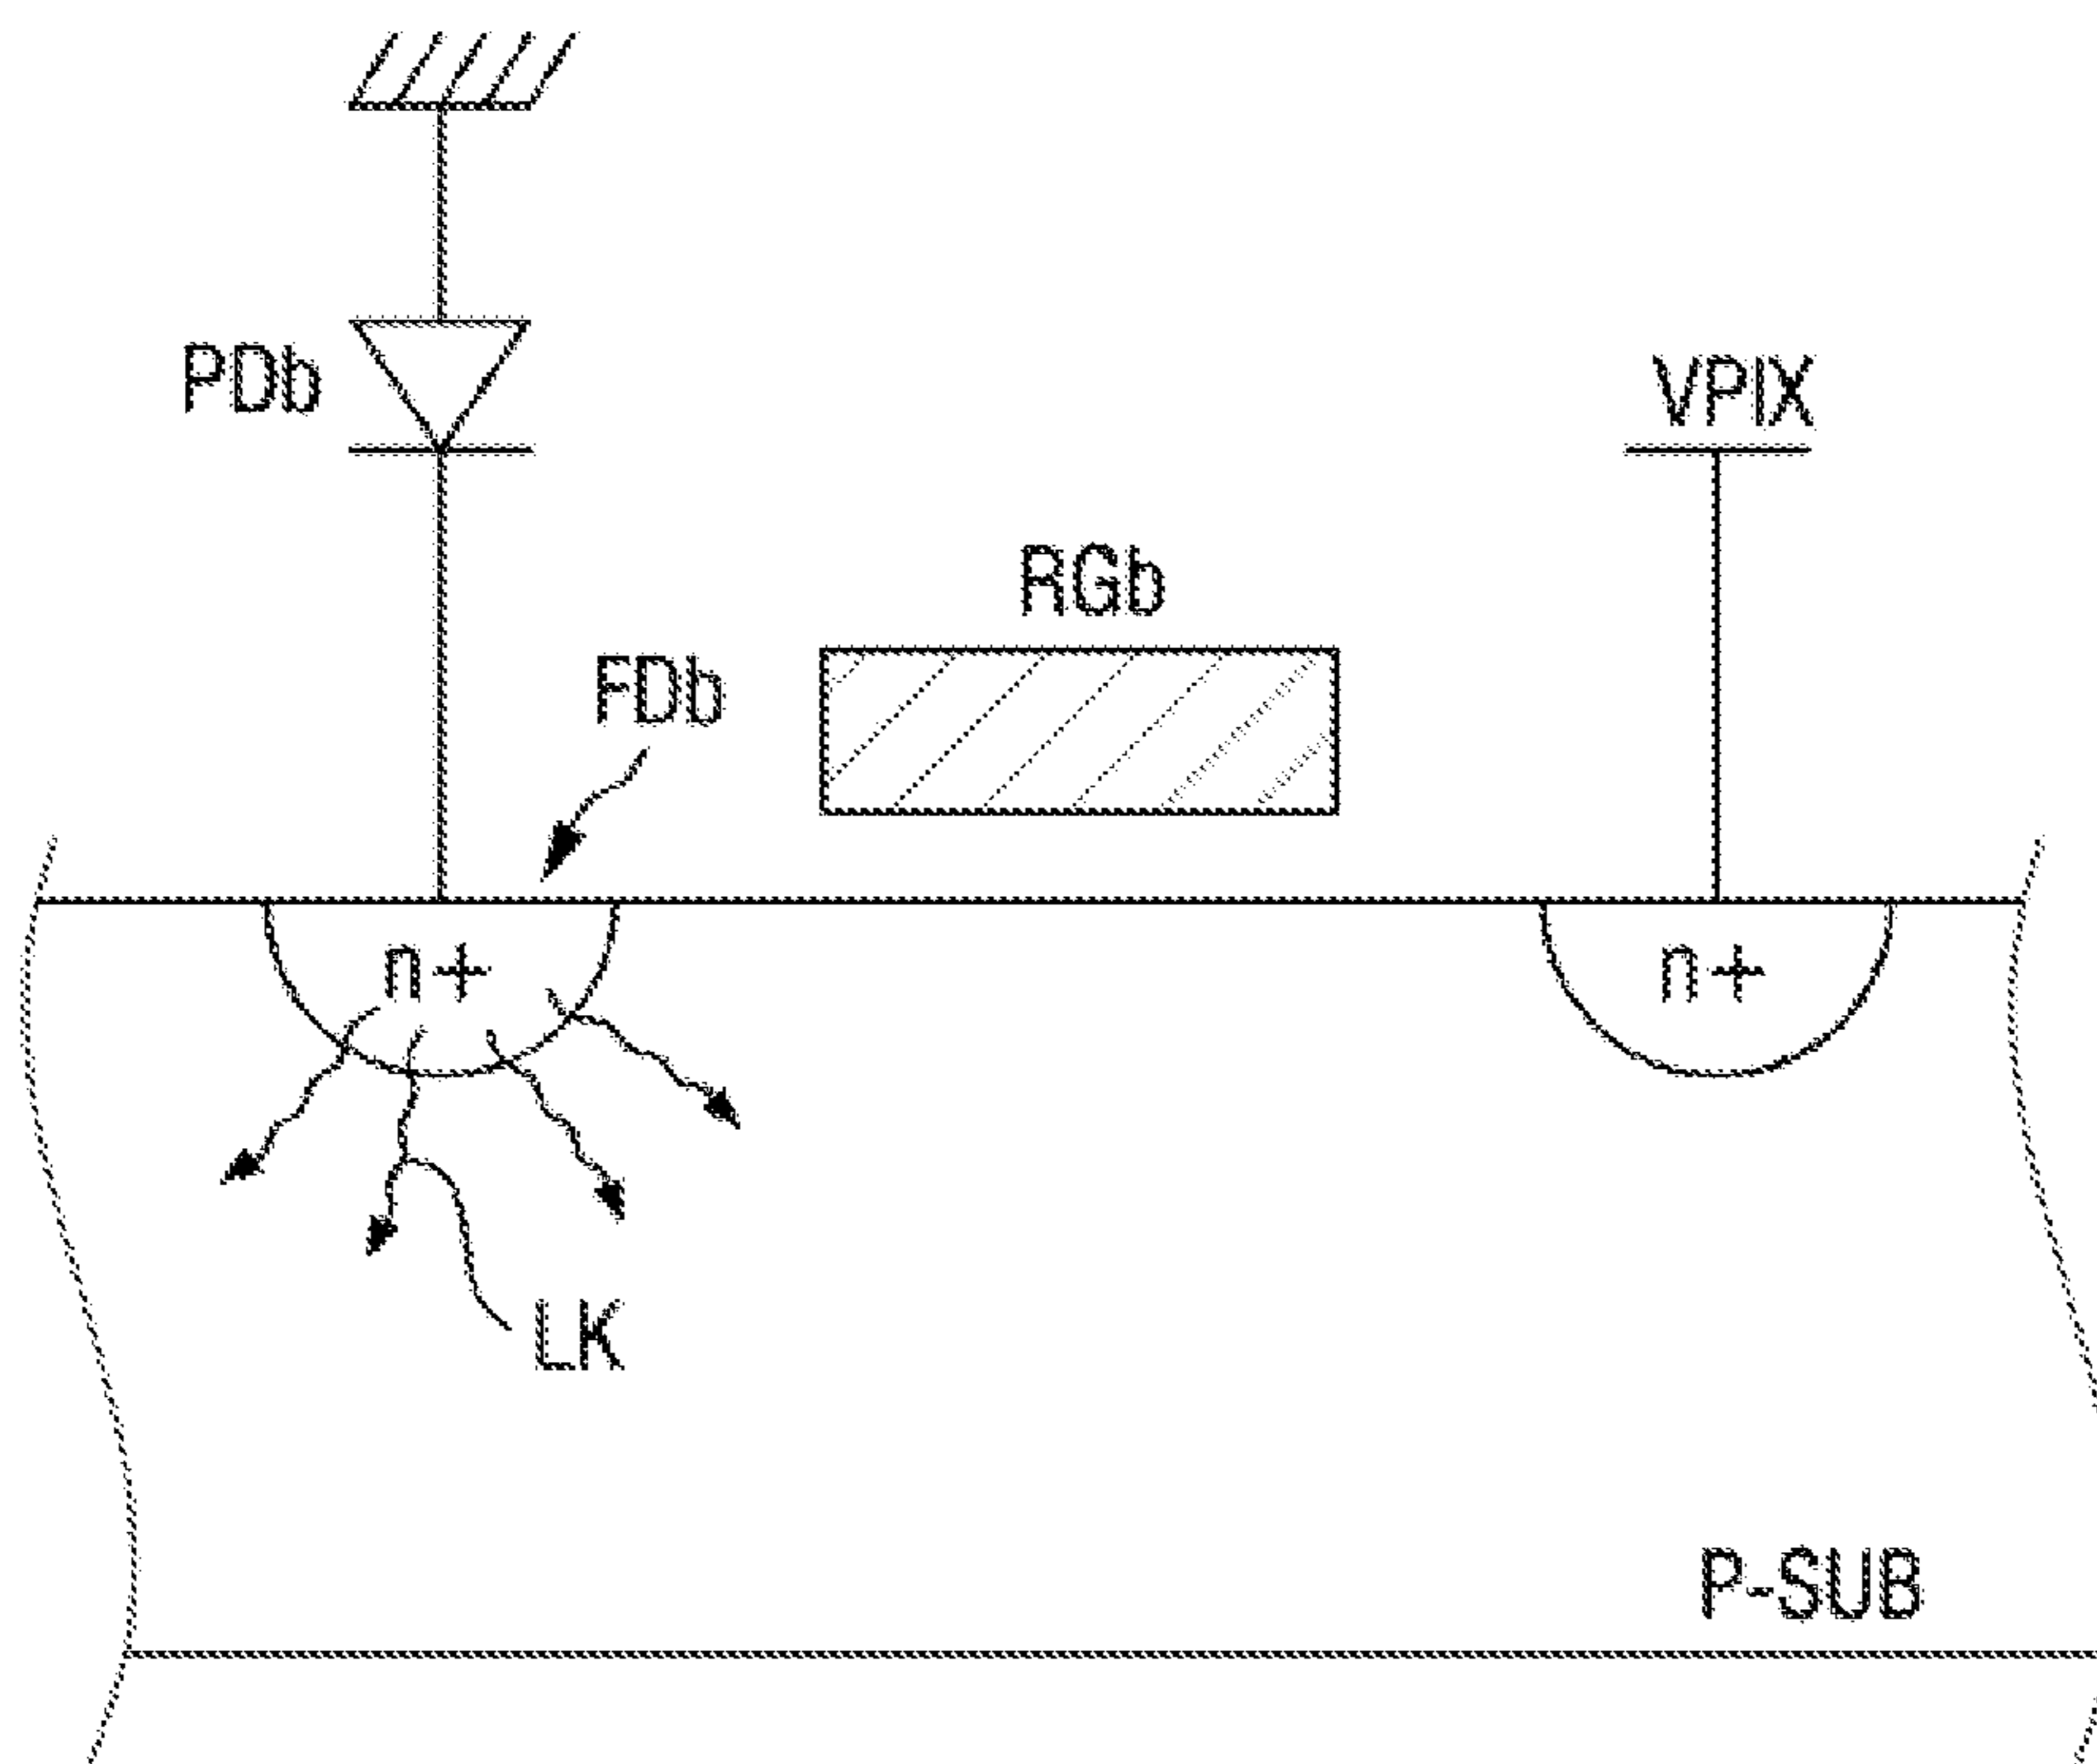 PDb
VPIX
RGb
FDb
n+
n+
LK
P-SUB